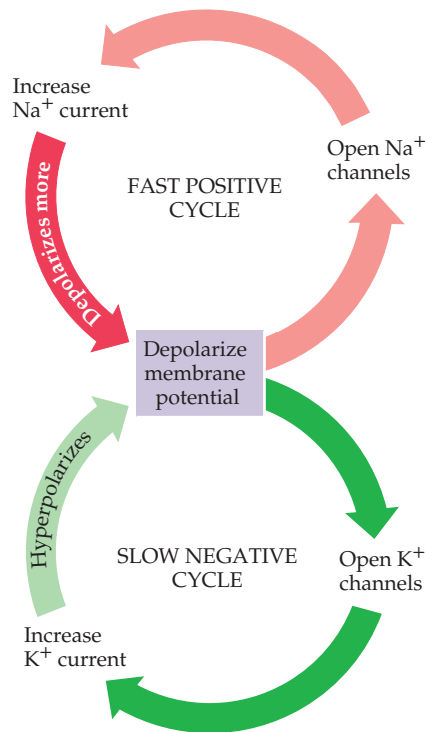 Increase
Na+ current
Open Na+
channels
FAST POSITIVE
CYCLE
Depolarizes more
Depolarize
membrane
potential
Hyperpolarizes
SLOW NEGATIVE
CYCLE
Open K+
channels
Increase
K+ current